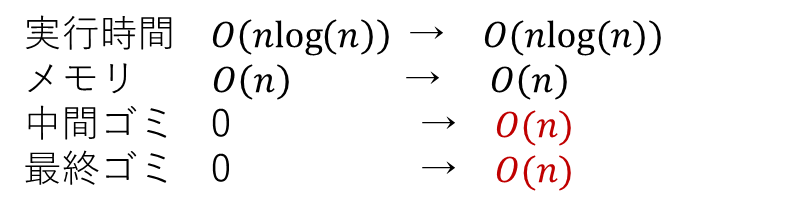 実行時間 O(nlog(n)) → O(nlog(n))
メモリ O(n) → O(n)
中間ゴミ 0 → O(n)
最終ゴミ 0 → O(n)